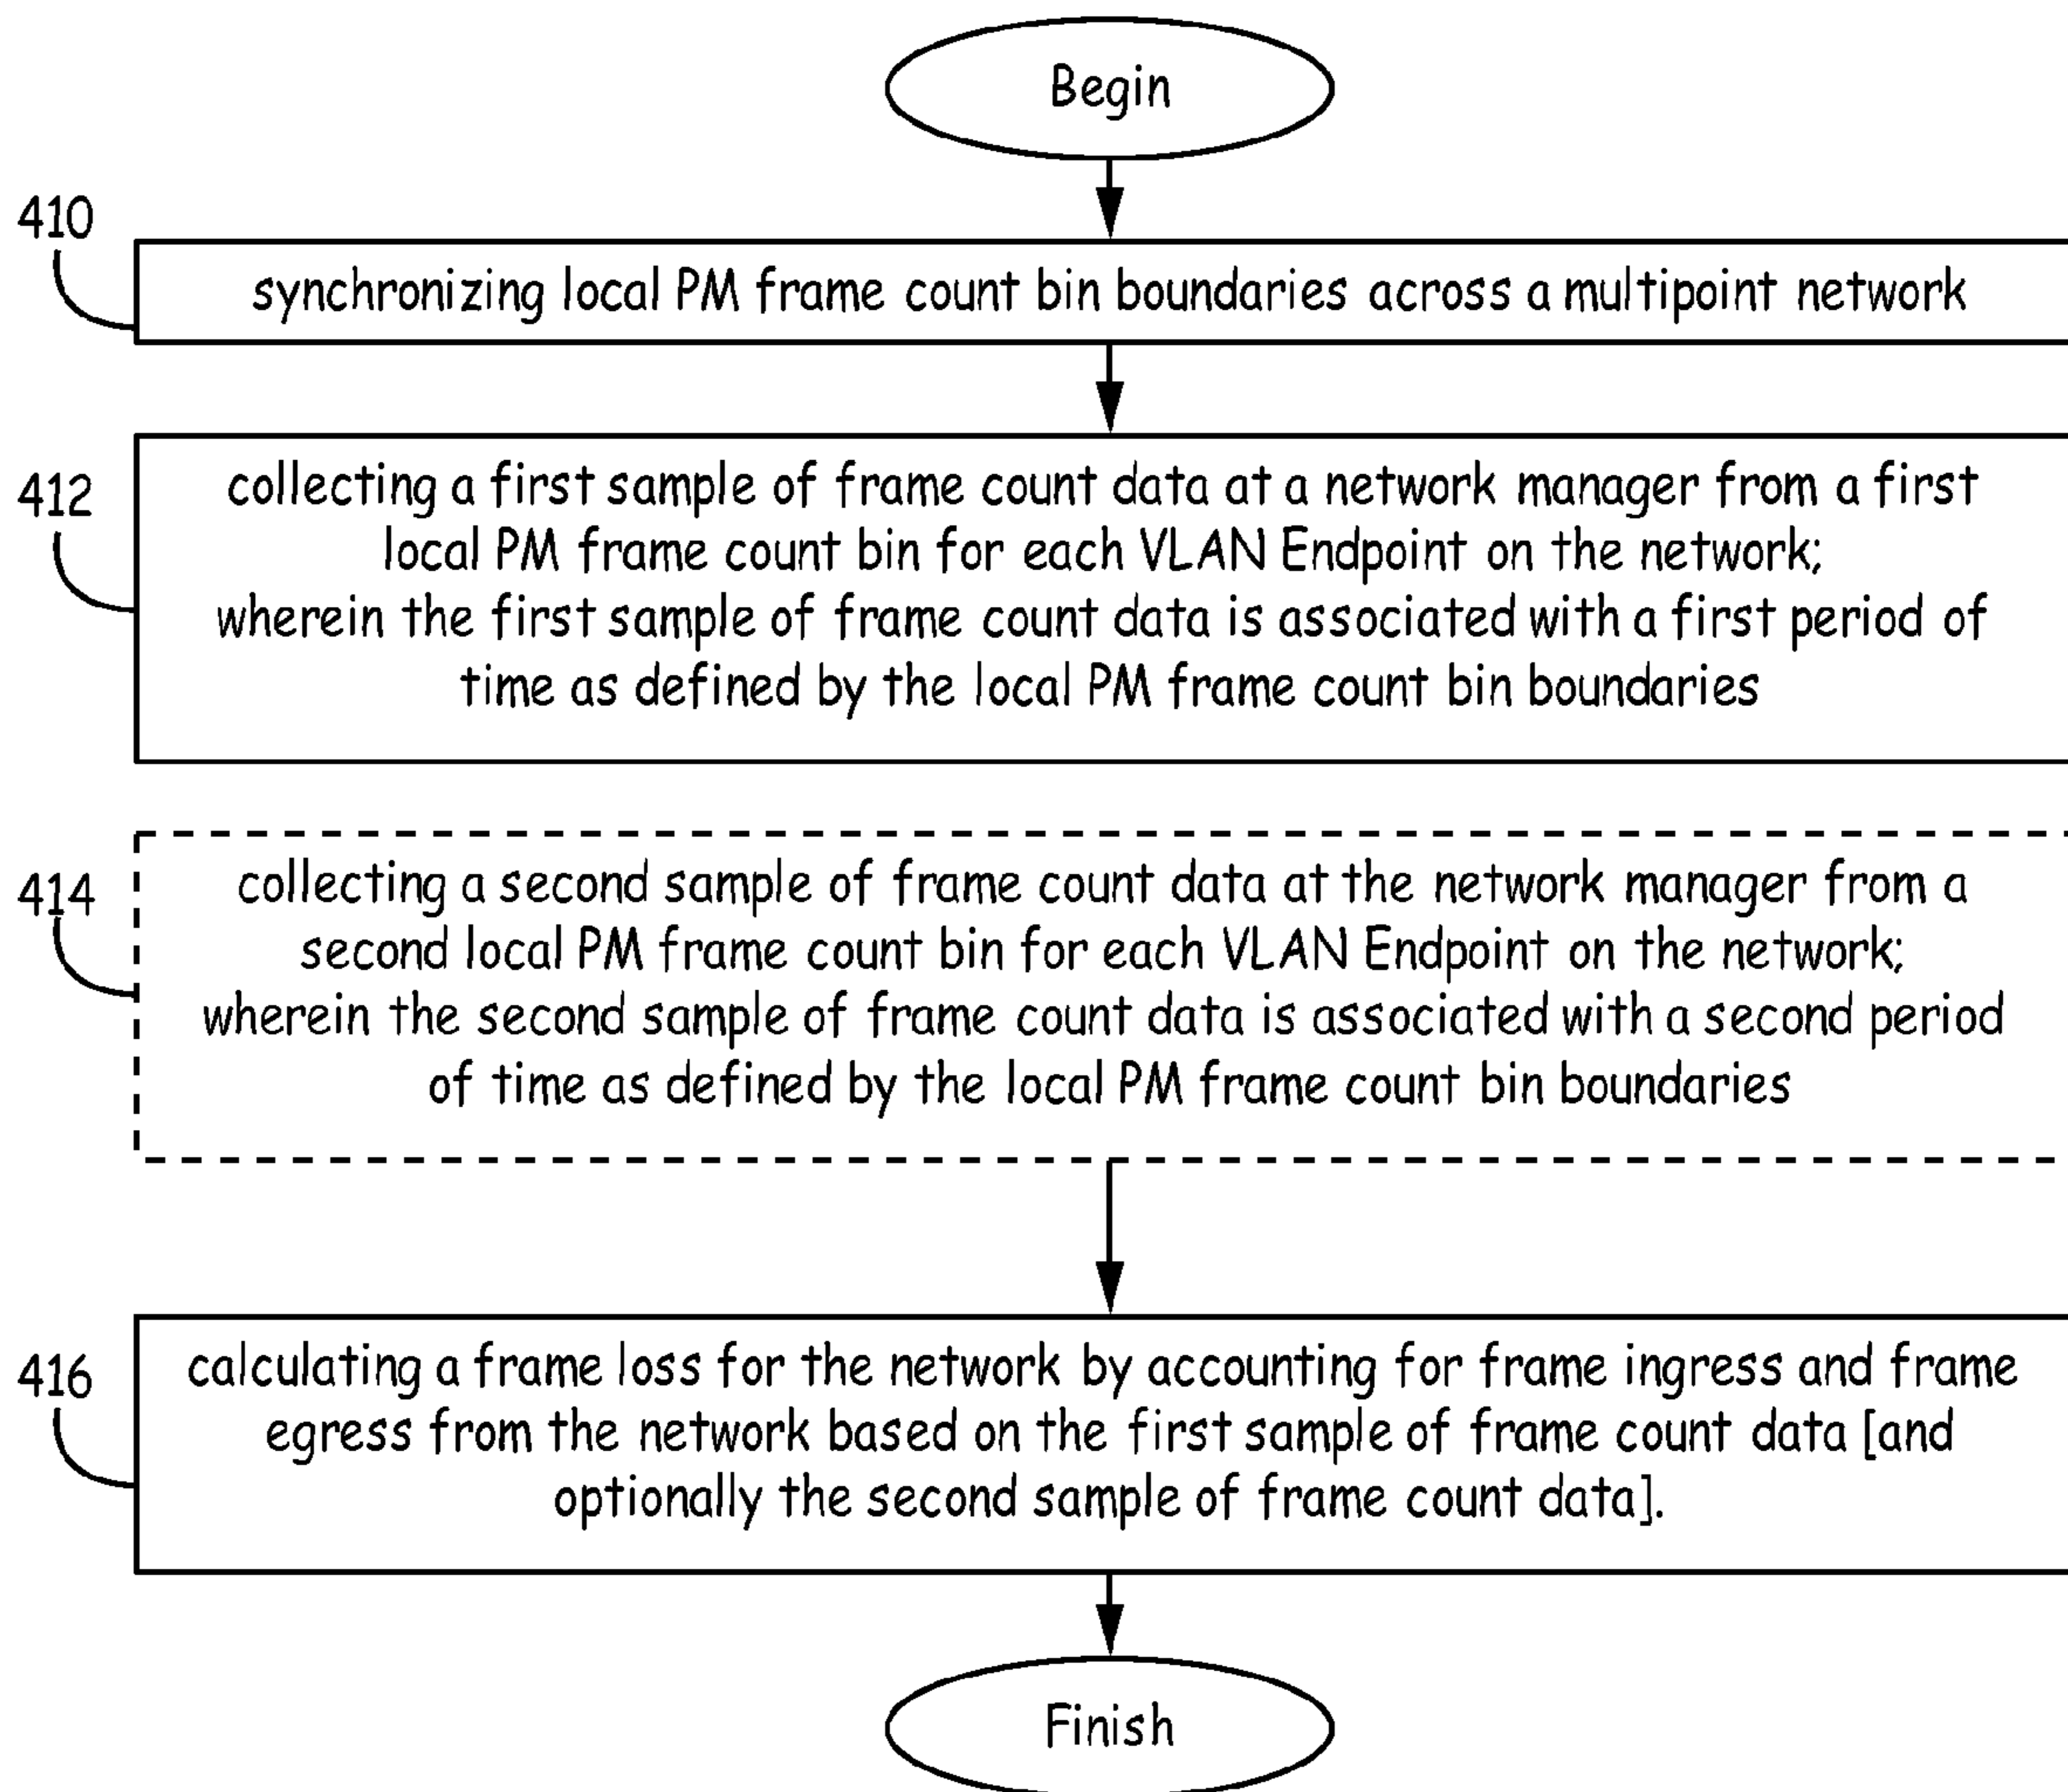 Begin
410
synchronizing local PM frame count bin boundaries across a multipoint network
412
collecting a first sample of frame count data at a network manager from a first
local PM frame count bin for each VLAN Endpoint on the network;
wherein the first sample of frame count data is associated with a first period of
time as defined by the local PM frame count bin boundaries
414
collecting a second sample of frame count data at the network manager from a
second local PM frame count bin for each VLAN Endpoint on the network;
wherein the second sample of frame count data is associated with a second period
of time as defined by the local PM frame count bin boundaries
416
calculating a frame loss for the network by accounting for frame ingress and frame
egress from the network based on the first sample of frame count data [and
optionally the second sample of frame count data].
Finish